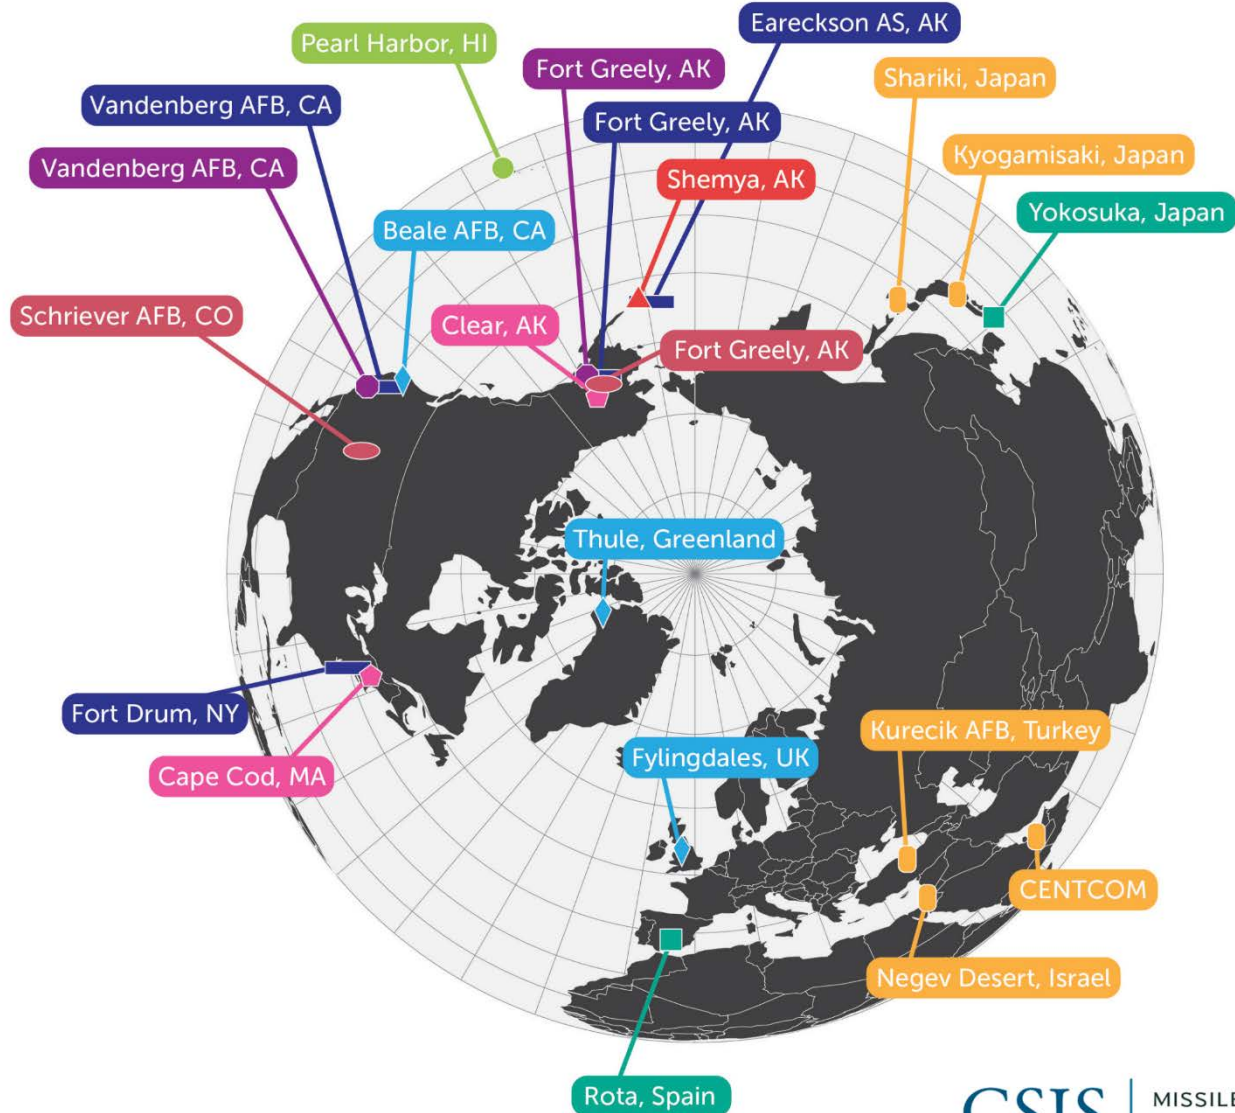 Eareckson AS, AK
Pearl Harbor, HI
Fort Greely, AK
Shariki, Japan
Vandenberg AFB, CA
Fort Greely, AK
Kyogamisaki, Japan
Vandenberg AFB, CA
Shemya, AK
Yokosuka, Japan
Beale AFB, CA
Schriever AFB, CO
Clear, AK
Fort Greely, AK
Thule, Greenland
Fort Drum, NY
Kurecik AFB, Turkey
Fylingdales, UK
Cape Cod, MA
CENTCOM
Negev Desert, Israel
Rota, Spain
CSIS
MISSILE